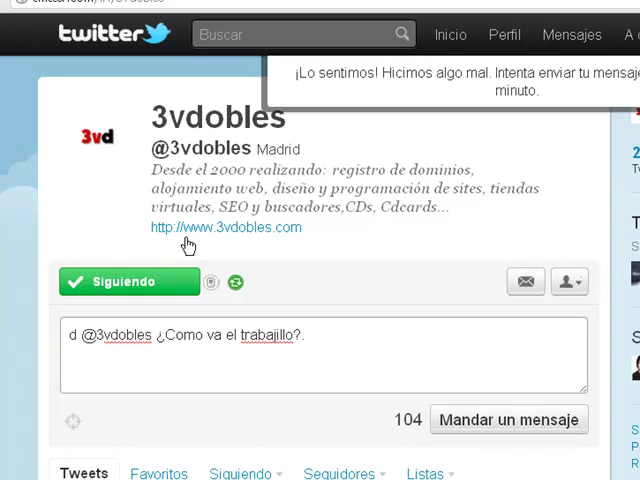 twitter
Buscar
Inicio Perfil Mensajes
¡Lo sentimos! Hicimos algo mal. Intenta enviar tu mensaje
minuto.
3vd
3vdobles
@3vdobles Madrid
Desde el 2000 realizando: registro de dominios,
alojamiento web, diseño y programación de sites, tiendas
virtuales, SEO y buscadores,CDs, Cdcards...
http://www.3vdobles.com
Siguiendo
d @3vdobles ¿Como va el trabajillo?.
104 Mandar un mensaje
Tweets Favoritos Siguiendo Seguidores Listas